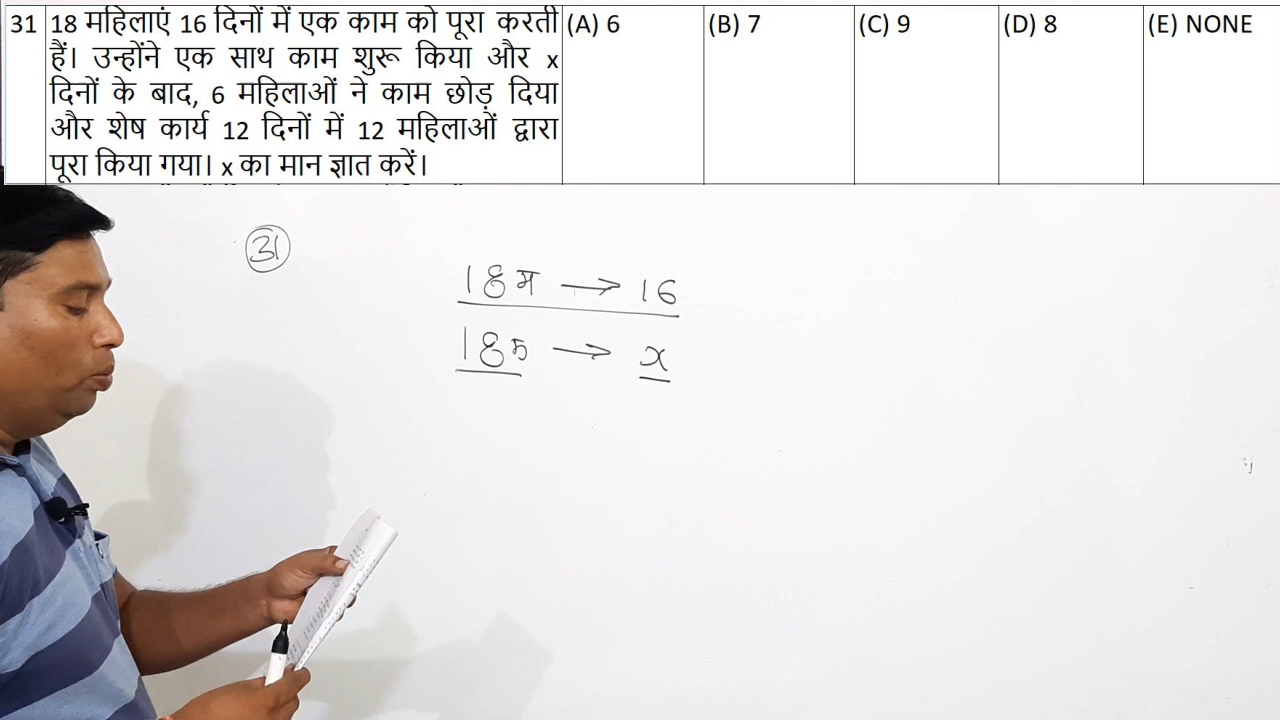 31
18 महिलाएं 16 दिनों में एक काम को पूरा करती
हैं। उन्होंने एक साथ काम शुरू किया और x
दिनों के बाद, 6 महिलाओं ने काम छोड़ दिया
और शेष कार्य 12 दिनों में 12 महिलाओं द्वारा
पूरा किया गया। x का मान ज्ञात करें।
(A) 6
(B) 7
(C) 9
(D) 8
(E) NONE
31
18म → 16
18म → x